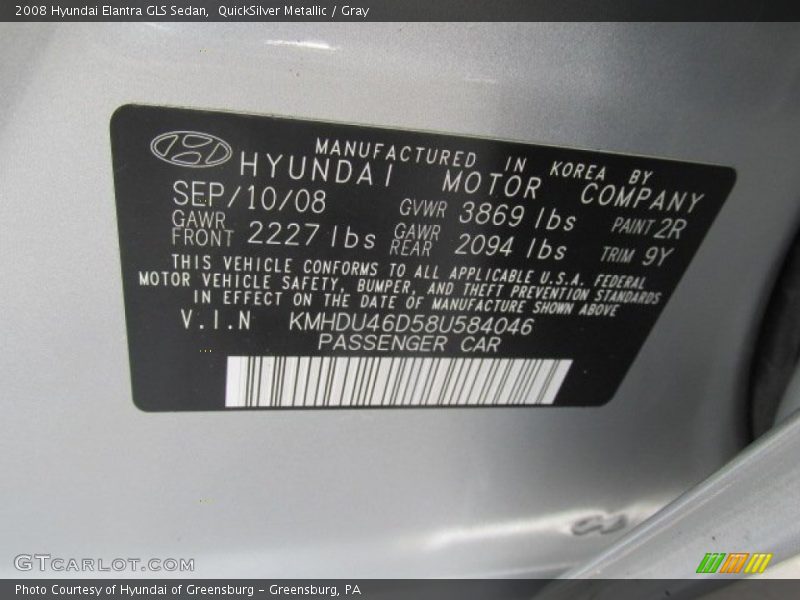 2008 Hyundai Elantra GLS Sedan,  QuickSilver Metallic / Gray
MANUFACTURED IN KOREA BY
HYUNDAI MOTOR COMPANY
SEP/10/08 GVWR 3869 lbs PAINT 2R
GAWR FRONT 2227 lbs GAWR REAR 2094 lbs TRIM 9Y
THIS VEHICLE CONFORMS TO ALL APPLICABLE U.S.A. FEDERAL
MOTOR VEHICLE SAFETY, BUMPER, AND THEFT PREVENTION STANDARDS
IN EFFECT ON THE DATE OF MANUFACTURE SHOWN ABOVE
V.I.N KMHDU46D58U584046
PASSENGER CAR
GTCARLOT.COM
Photo Courtesy of Hyundai of Greensburg – Greensburg, PA